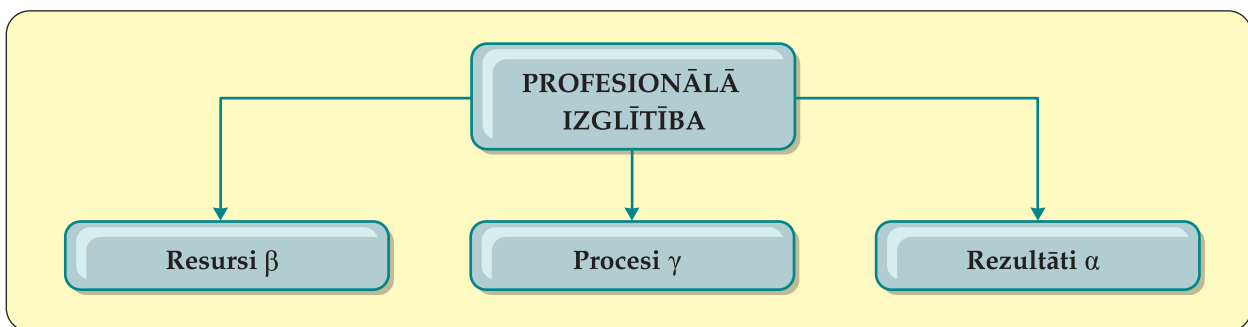 PROFESIONĀLĀ
IZGLĪTĪBA
Resursi β
Procesi γ
Rezultāti α